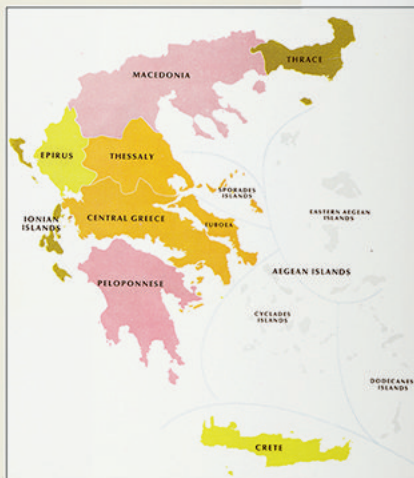 THRACE
MACEDONIA
EPIRUS
THESSALY
SPORADES
ISLANDS
IONIAN
ISLANDS
CENTRAL GREECE
EUBOEA
EASTERN AEGEAN
ISLANDS
AEGEAN ISLANDS
PELOPONNESE
CYCLADES
ISLANDS
DODECANES
ISLANDS
CRETE